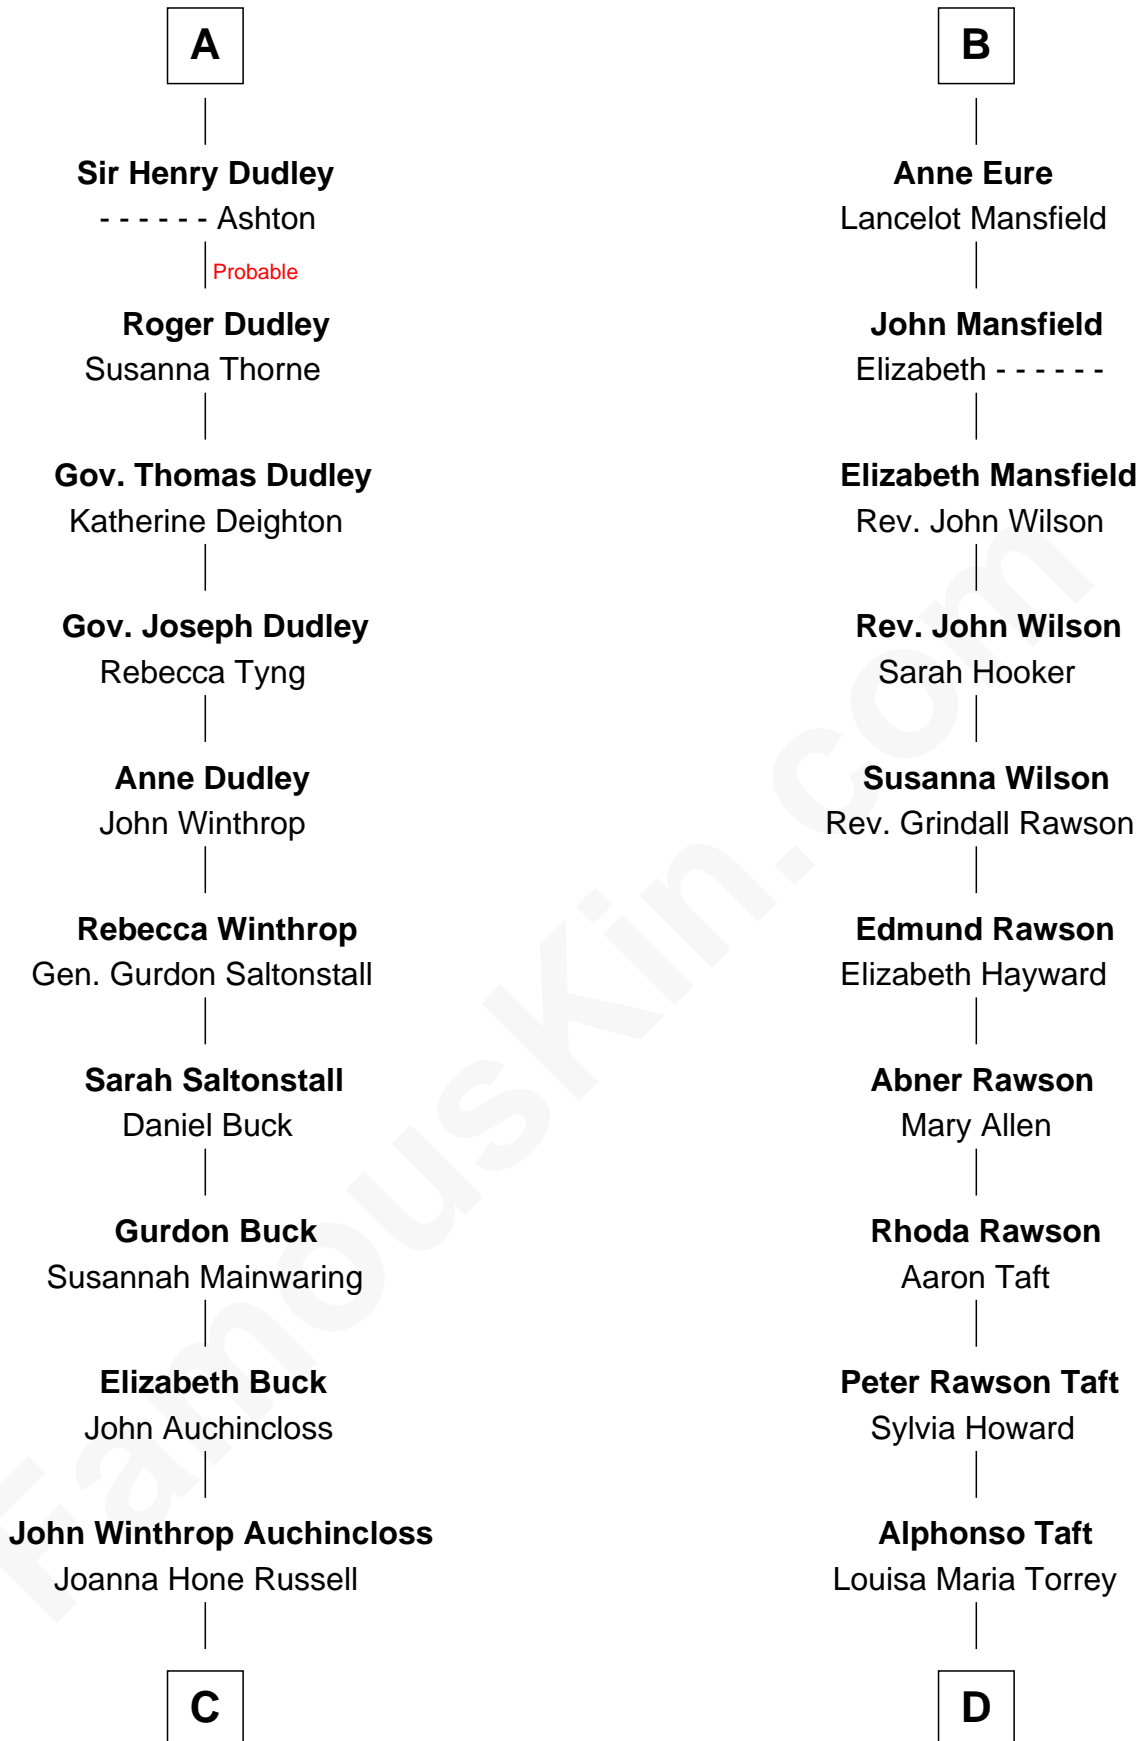 A
Sir Henry Dudley
- - - - - - Ashton
Probable
Roger Dudley
Susanna Thorne
Gov. Thomas Dudley
Katherine Deighton
Gov. Joseph Dudley
Rebecca Tyng
Anne Dudley
John Winthrop
Rebecca Winthrop
Gen. Gurdon Saltonstall
Sarah Saltonstall
Daniel Buck
Gurdon Buck
Susannah Mainwaring
Elizabeth Buck
John Auchincloss
John Winthrop Auchincloss
Joanna Hone Russell
C
B
Anne Eure
Lancelot Mansfield
John Mansfield
Elizabeth - - - - - -
Elizabeth Mansfield
Rev. John Wilson
Rev. John Wilson
Sarah Hooker
Susanna Wilson
Rev. Grindall Rawson
Edmund Rawson
Elizabeth Hayward
Abner Rawson
Mary Allen
Rhoda Rawson
Aaron Taft
Peter Rawson Taft
Sylvia Howard
Alphonso Taft
Louisa Maria Torrey
D
FamousKin.com